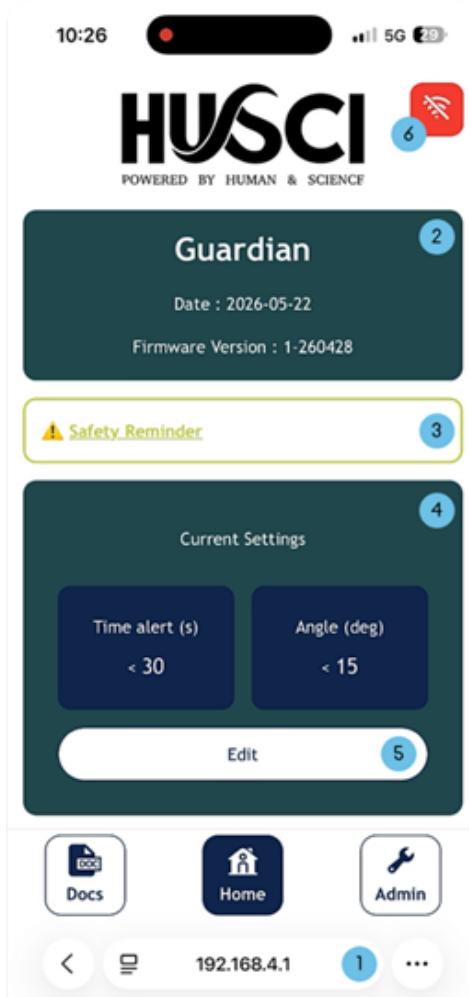 10:26 5G 29
HUSCI
POWERED BY HUMAN & SCIENCE
6
Guardian
2
Date : 2026-05-22
Firmware Version : 1-260428
Safety Reminder
3
4
Current Settings
Time alert (s) Angle (deg)
< 30 < 15
Edit
5
DOC
Docs Home Admin
192.168.4.1 1